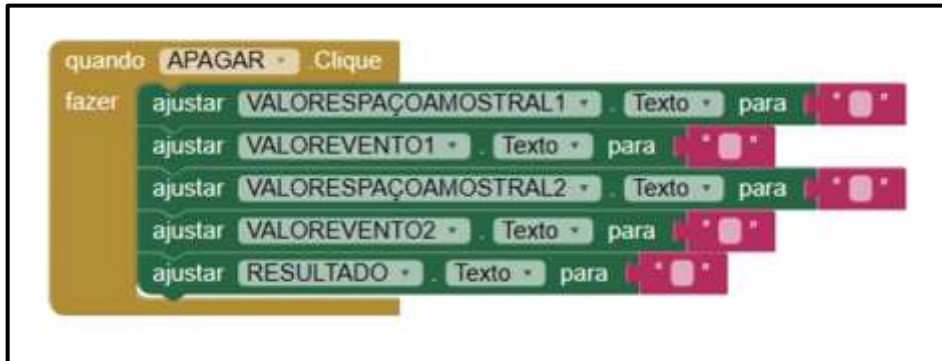 quando APAGAR .Clique
fazer ajustar VALORESPAÇOAMOSTRAL1 . Texto para " "
ajustar VALOREVENTO1 . Texto para " "
ajustar VALORESPAÇOAMOSTRAL2 . Texto para " "
ajustar VALOREVENTO2 . Texto para " "
ajustar RESULTADO . Texto para " "